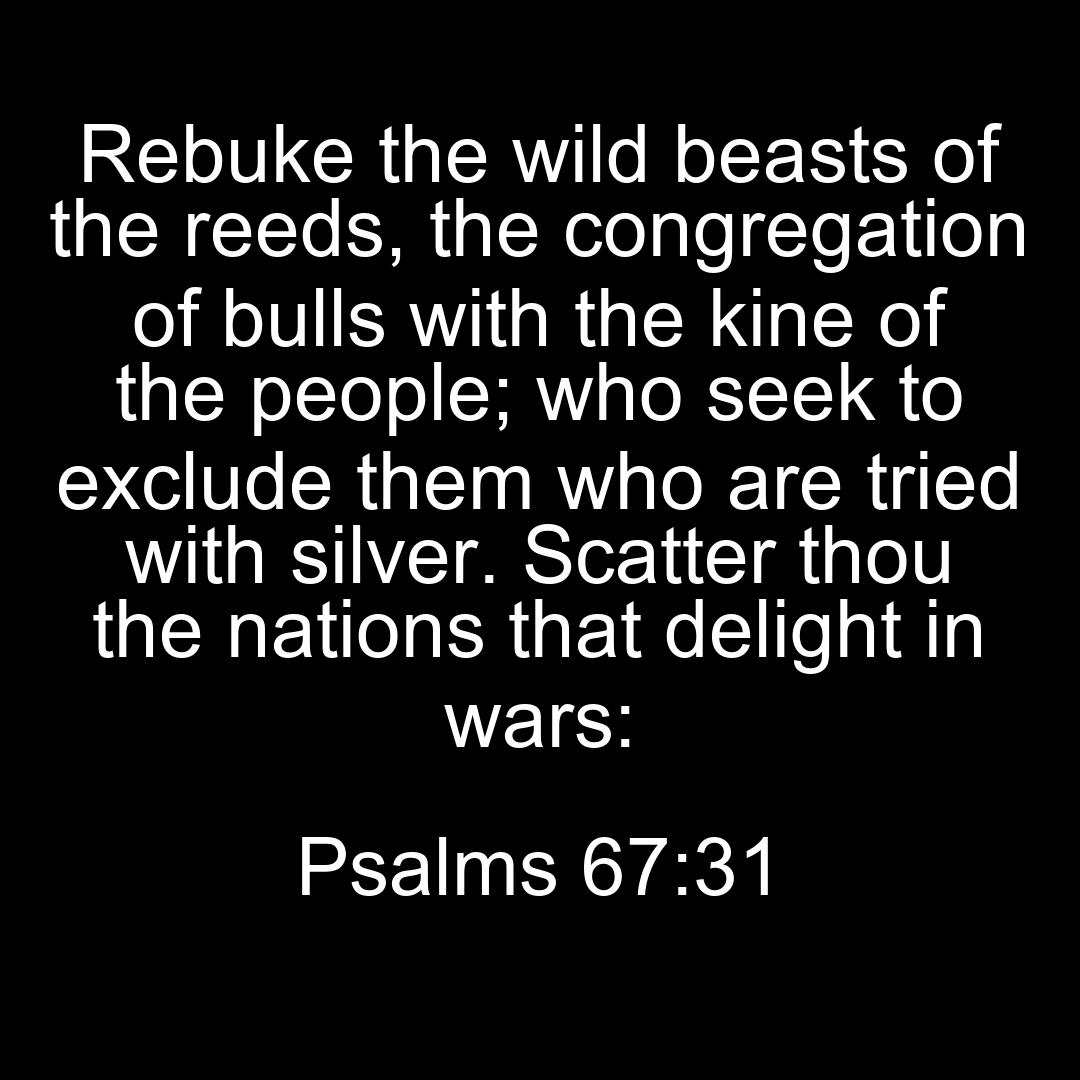 Rebuke the wild beasts of
the reeds, the congregation
of bulls with the kine of
the people; who seek to
exclude them who are tried
with silver. Scatter thou
the nations that delight in
wars:
Psalms 67:31